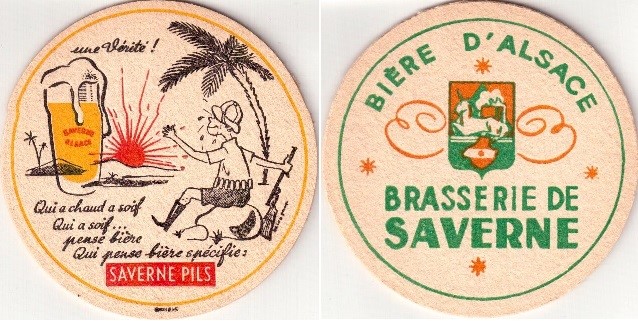 une Vérité !
SAVERNE
ALSACE
Qui a chaud a soif
Qui a soif...
pense bière
Qui pense bière spécifie :
SAVERNE PILS
BIÈRE D'ALSACE
BRASSERIE DE
SAVERNE